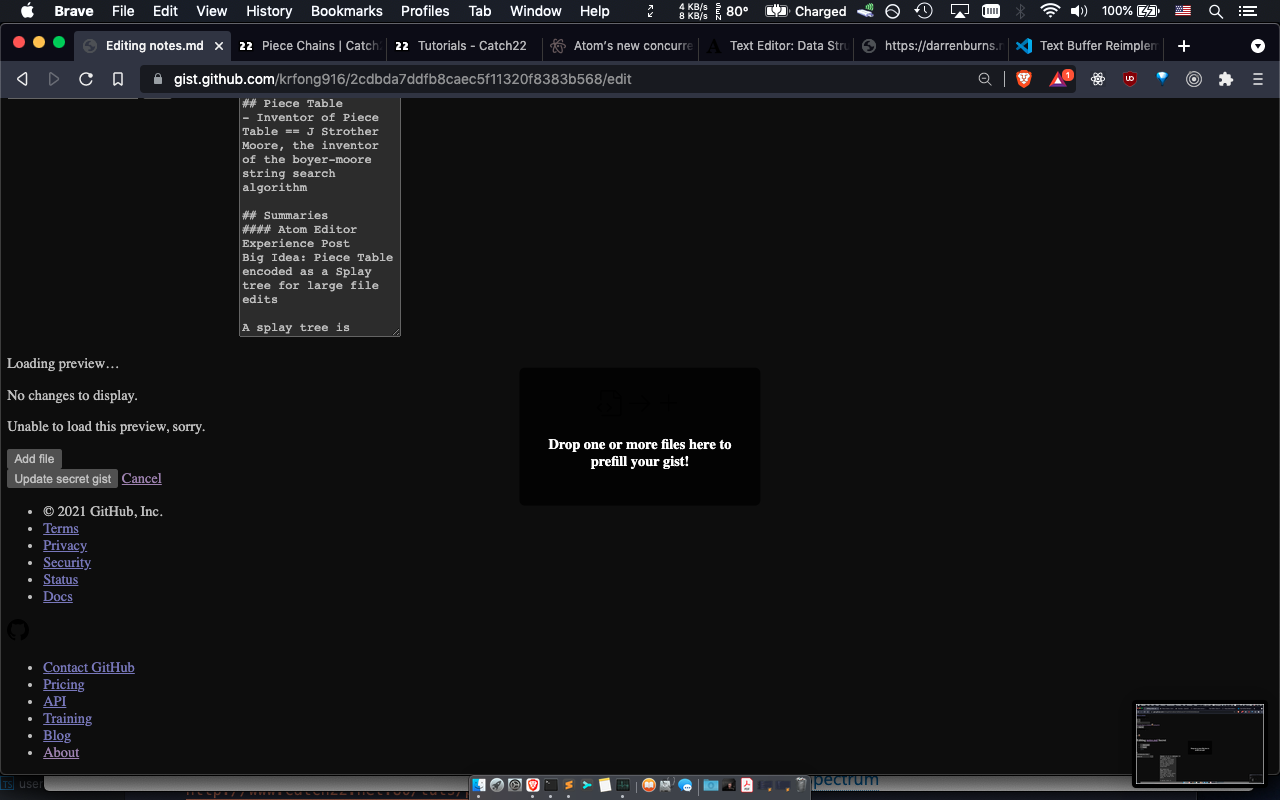 Brave File Edit View History Bookmarks Profiles Tab Window Help 4 KB/s 8 KB/s SEN 80° Charged 100%
Editing notes.md Piece Chains | Catch Tutorials - Catch22 Atom's new concurre Text Editor: Data Stru https://darrenburns.r Text Buffer Reimplem
gist.github.com/krfong916/2cdbda7ddfb8caec5f11320f8383b568/edit 1
## Piece Table
- Inventor of Piece
Table == J Strother
Moore, the inventor
of the boyer-moore
string search
algorithm
## Summaries
#### Atom Editor
Experience Post
Big Idea: Piece Table
encoded as a Splay
tree for large file
edits
A splay tree is
Loading preview…
No changes to display.
Unable to load this preview, sorry.
Drop one or more files here to
prefill your gist!
Add file
Update secret gist Cancel
© 2021 GitHub, Inc.
Terms
Privacy
Security
Status
Docs
Contact GitHub
Pricing
API
Training
Blog
About
user
pectrum